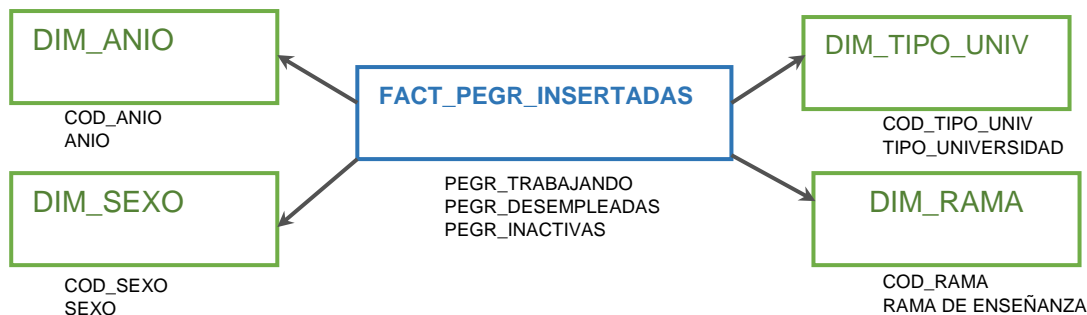 DIM_ANIO
COD_ANIO
ANIO
DIM_SEXO
COD_SEXO
SEXO
FACT_PEGR_INSERTADAS
PEGR_TRABAJANDO
PEGR_DESEMPLEADAS
PEGR_INACTIVAS
DIM_TIPO_UNIV
COD_TIPO_UNIV
TIPO_UNIVERSIDAD
DIM_RAMA
COD_RAMA
RAMA DE ENSEÑANZA